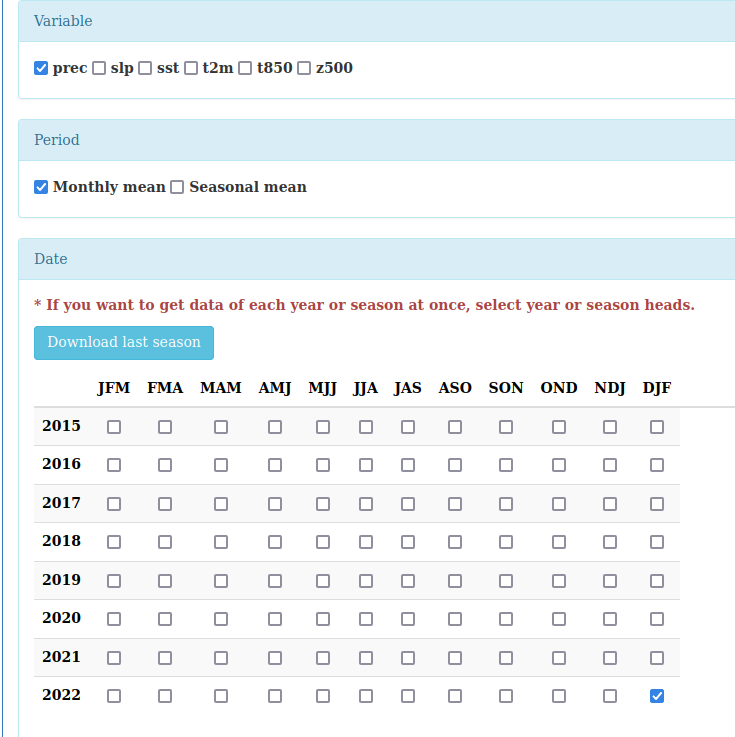 Variable
prec slp sst t2m t850 z500
Period
Monthly mean Seasonal mean
Date
* If you want to get data of each year or season at once, select year or season heads.
Download last season
JFM FMA MAM AMJ MJJ JJA JAS ASO SON OND NDJ DJF
2015
2016
2017
2018
2019
2020
2021
2022